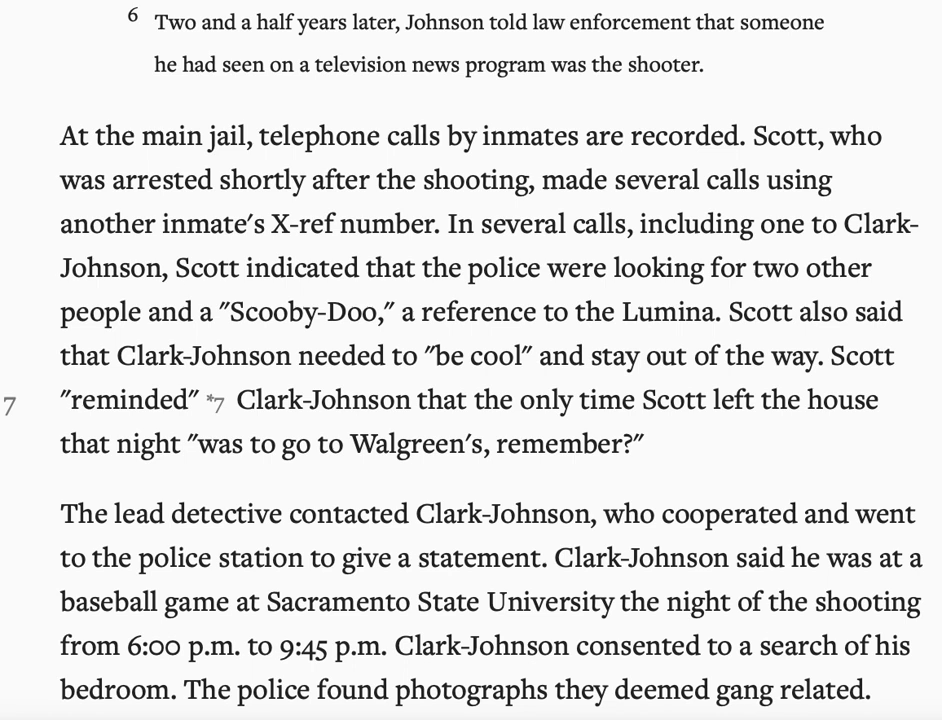 6 Two and a half years later, Johnson told law enforcement that someone
he had seen on a television news program was the shooter.
At the main jail, telephone calls by inmates are recorded. Scott, who
was arrested shortly after the shooting, made several calls using
another inmate's X-ref number. In several calls, including one to Clark-
Johnson, Scott indicated that the police were looking for two other
people and a "Scooby-Doo," a reference to the Lumina. Scott also said
that Clark-Johnson needed to "be cool" and stay out of the way. Scott
7 "reminded" *7 Clark-Johnson that the only time Scott left the house
that night "was to go to Walgreen's, remember?"
The lead detective contacted Clark-Johnson, who cooperated and went
to the police station to give a statement. Clark-Johnson said he was at a
baseball game at Sacramento State University the night of the shooting
from 6:00 p.m. to 9:45 p.m. Clark-Johnson consented to a search of his
bedroom. The police found photographs they deemed gang related.